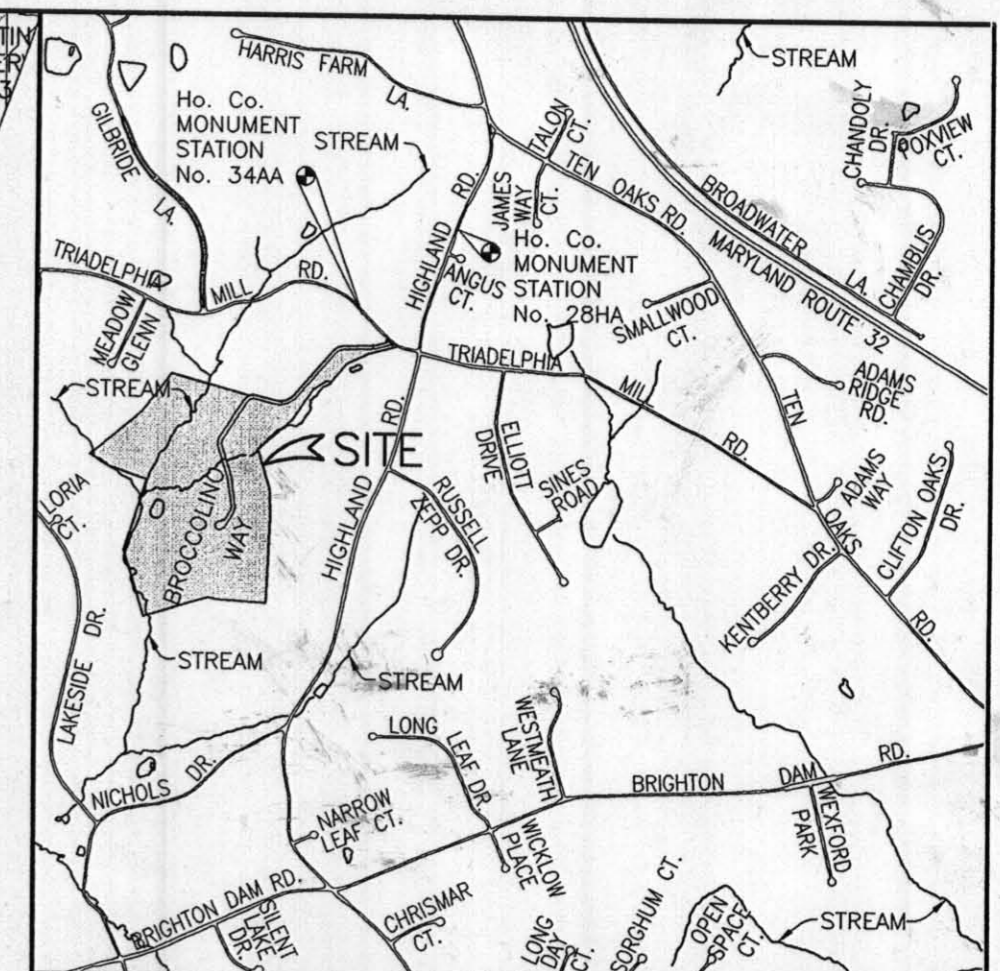 TIN
ER
3
HARRIS FARM
LA.
STREAM
GILBRIDE
LA.
Ho. Co.
MONUMENT
STATION
No. 34AA
STREAM
TALON
CT.
CHANDOLY
DR.
FOXVIEW
CT.
HIGHLAND
RD.
JAMES
WAY
CT.
TEN OAKS RD.
BROADWATER
LA.
MARYLAND ROUTE 32
CHAMBLIS
DR.
TRIADELPHIA
MILL
RD.
MEADOW
GLENN
ANGUS
CT.
Ho. Co.
MONUMENT
STATION
No. 28HA
SMALLWOOD
CT.
TRIADELPHIA
MILL
RD.
ADAMS
RIDGE
RD.
TEN
OAKS
RD.
STREAM
SITE
HIGHLAND
RD.
ELLIOTT
DRIVE
SINES
ROAD
ADAMS
WAY
CLIFTON OAKS
DR.
LORIA
CT.
BROCCOLINO
WAY
RUSSELL
ZEPP DR.
DR.
KENTBERRY DR.
LAKESIDE DR.
STREAM
STREAM
LONG
LEAF DR.
WESTMEATH
LANE
BRIGHTON
DAM
RD.
NICHOLS
DR.
NARROW
LEAF CT.
WICKLOW
PLACE
WEXFORD
PARK
BRIGHTON DAM RD.
SILENT
LAKE
DR.
CHRISMAR
CT.
LONG
DAY
CT.
SORGHUM CT.
OPEN
SPACE
CT.
STREAM